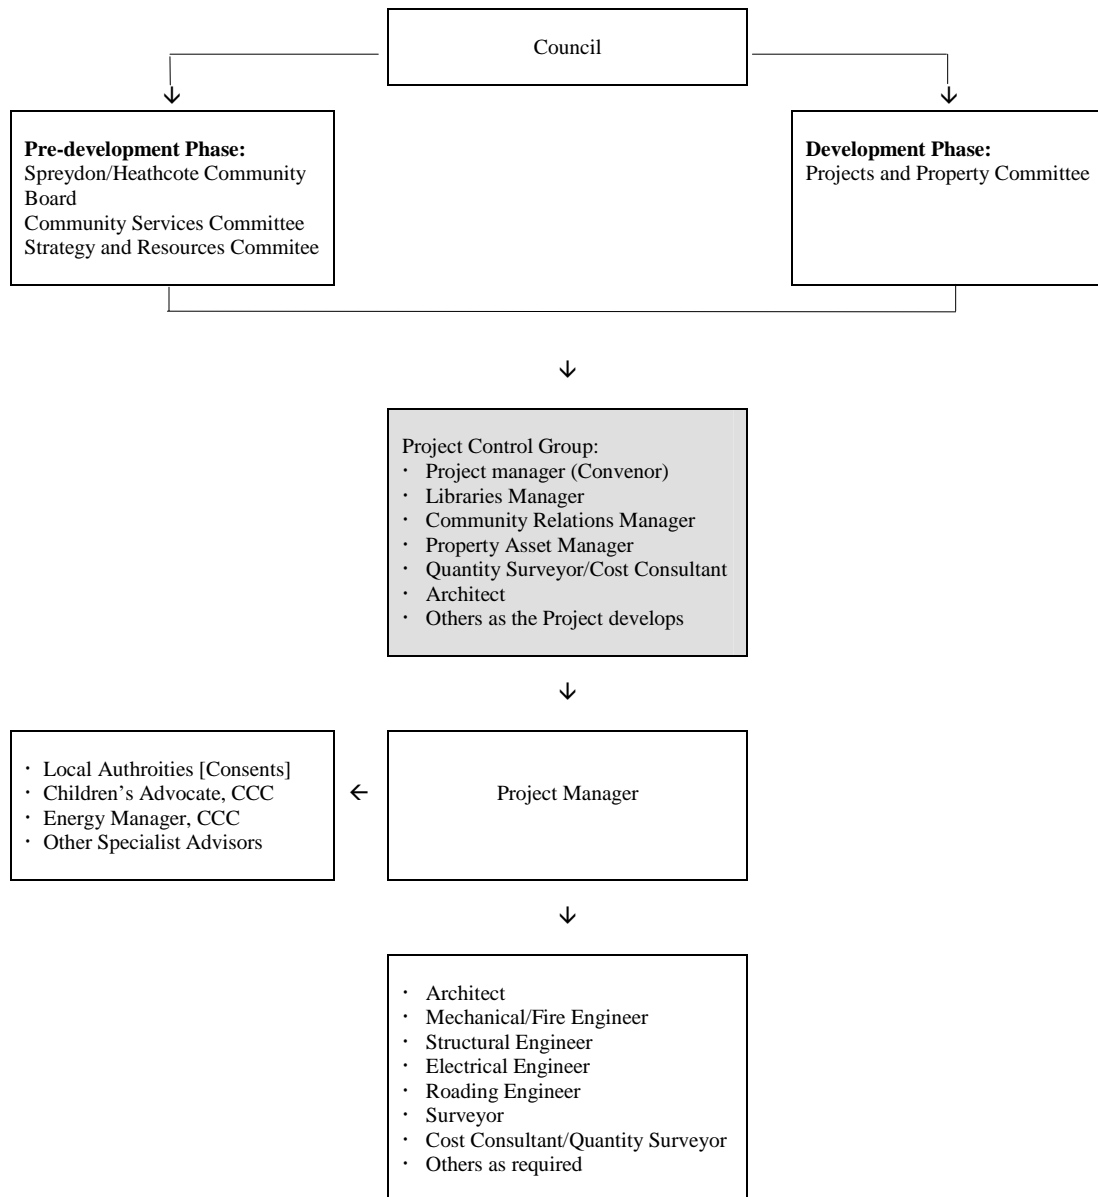 Council
Pre-development Phase:
Spreydon/Heathcote Community
Board
Community Services Committee
Strategy and Resources Commitee
Development Phase:
Projects and Property Committee
Project Control Group:
· Project manager (Convenor)
· Libraries Manager
· Community Relations Manager
· Property Asset Manager
· Quantity Surveyor/Cost Consultant
· Architect
· Others as the Project develops
· Local Authroities [Consents]
· Children’s Advocate, CCC
· Energy Manager, CCC
· Other Specialist Advisors
Project Manager
· Architect
· Mechanical/Fire Engineer
· Structural Engineer
· Electrical Engineer
· Roading Engineer
· Surveyor
· Cost Consultant/Quantity Surveyor
· Others as required